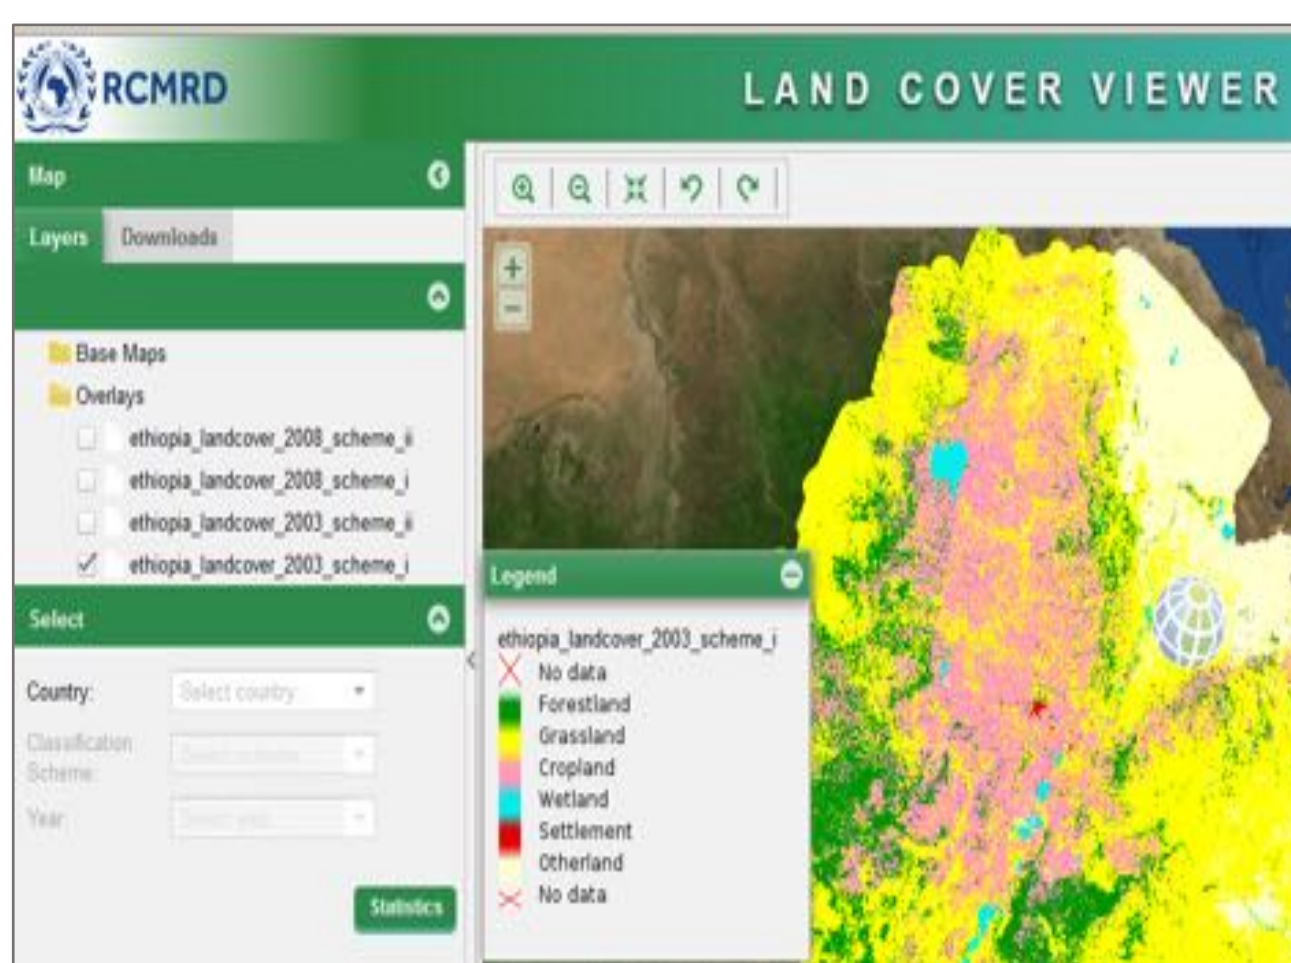 RCMRD
LAND COVER VIEWER
Map
Layers Downloads
Base Maps
Overlays
ethiopia_landcover_2008_scheme_ii
ethiopia_landcover_2008_scheme_i
ethiopia_landcover_2003_scheme_ii
ethiopia_landcover_2003_scheme_i
Select
Country: Select country
Classification
Scheme:
Year:
Statistics
Legend
ethiopia_landcover_2003_scheme_i
No data
Forestland
Grassland
Cropland
Wetland
Settlement
Otherland
No data